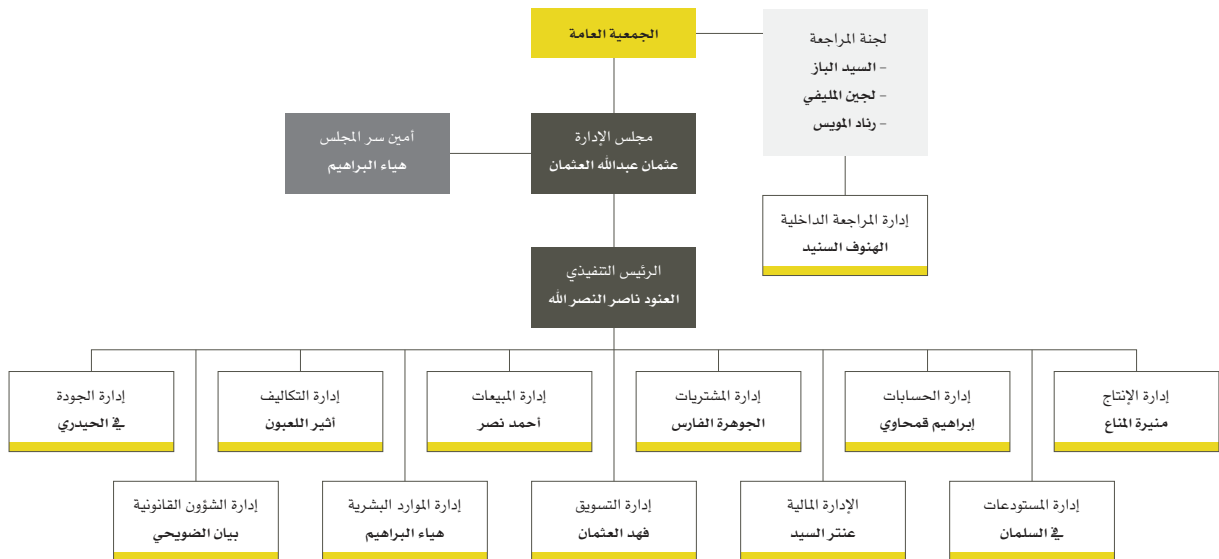 الجمعية العامة
لجنة المراجعة
– السيد الباز
– لجين المليفي
– رناد المويس
مجلس الإدارة
عثمان عبدالله العثمان
أمين سر المجلس
هياء البراهيم
إدارة المراجعة الداخلية
الهنوف السنيد
الرئيس التنفيذي
العنود ناصر النصر الله
إدارة الإنتاج
منيرة المناع
إدارة الحسابات
إبراهيم قمحاوي
إدارة المشتريات
الجوهرة الفارس
إدارة المبيعات
أحمد نصر
إدارة التكاليف
أثير اللعبون
إدارة الجودة
في الحيدري
إدارة المستودعات
في السلمان
الإدارة المالية
عنتر السيد
إدارة التسويق
فهد العثمان
إدارة الموارد البشرية
هياء البراهيم
إدارة الشؤون القانونية
بيان الضويحي